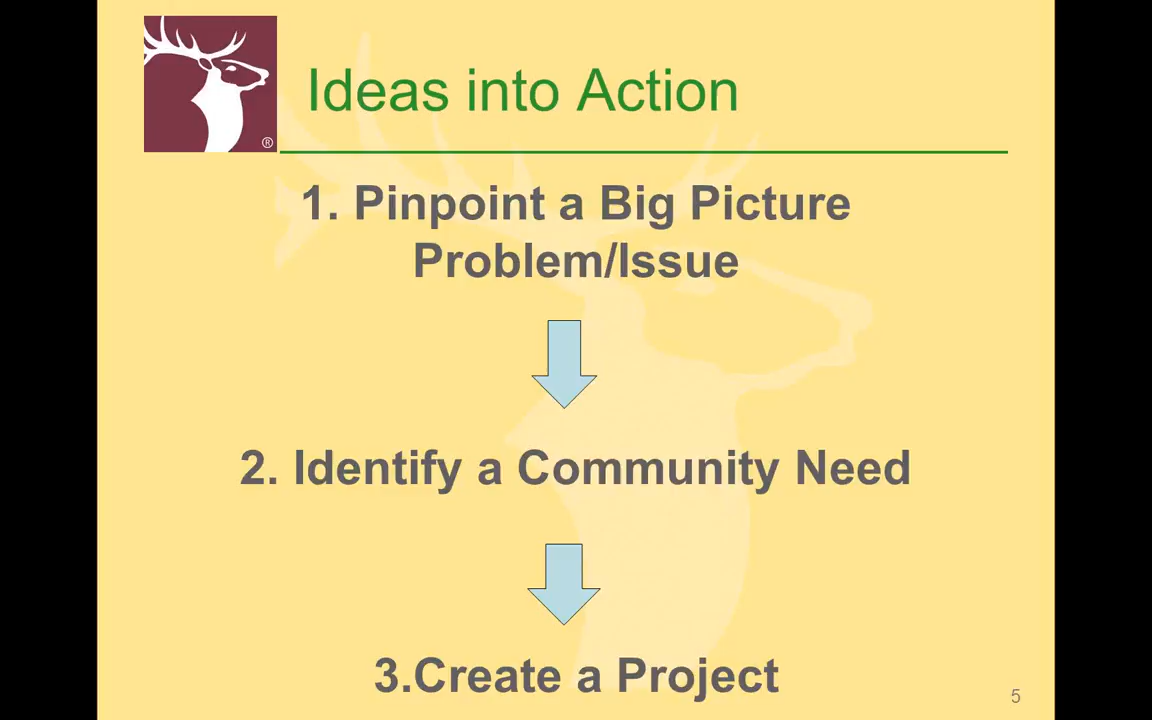 Ideas into Action
®
1. Pinpoint a Big Picture
Problem/Issue
2. Identify a Community Need
3.Create a Project
5